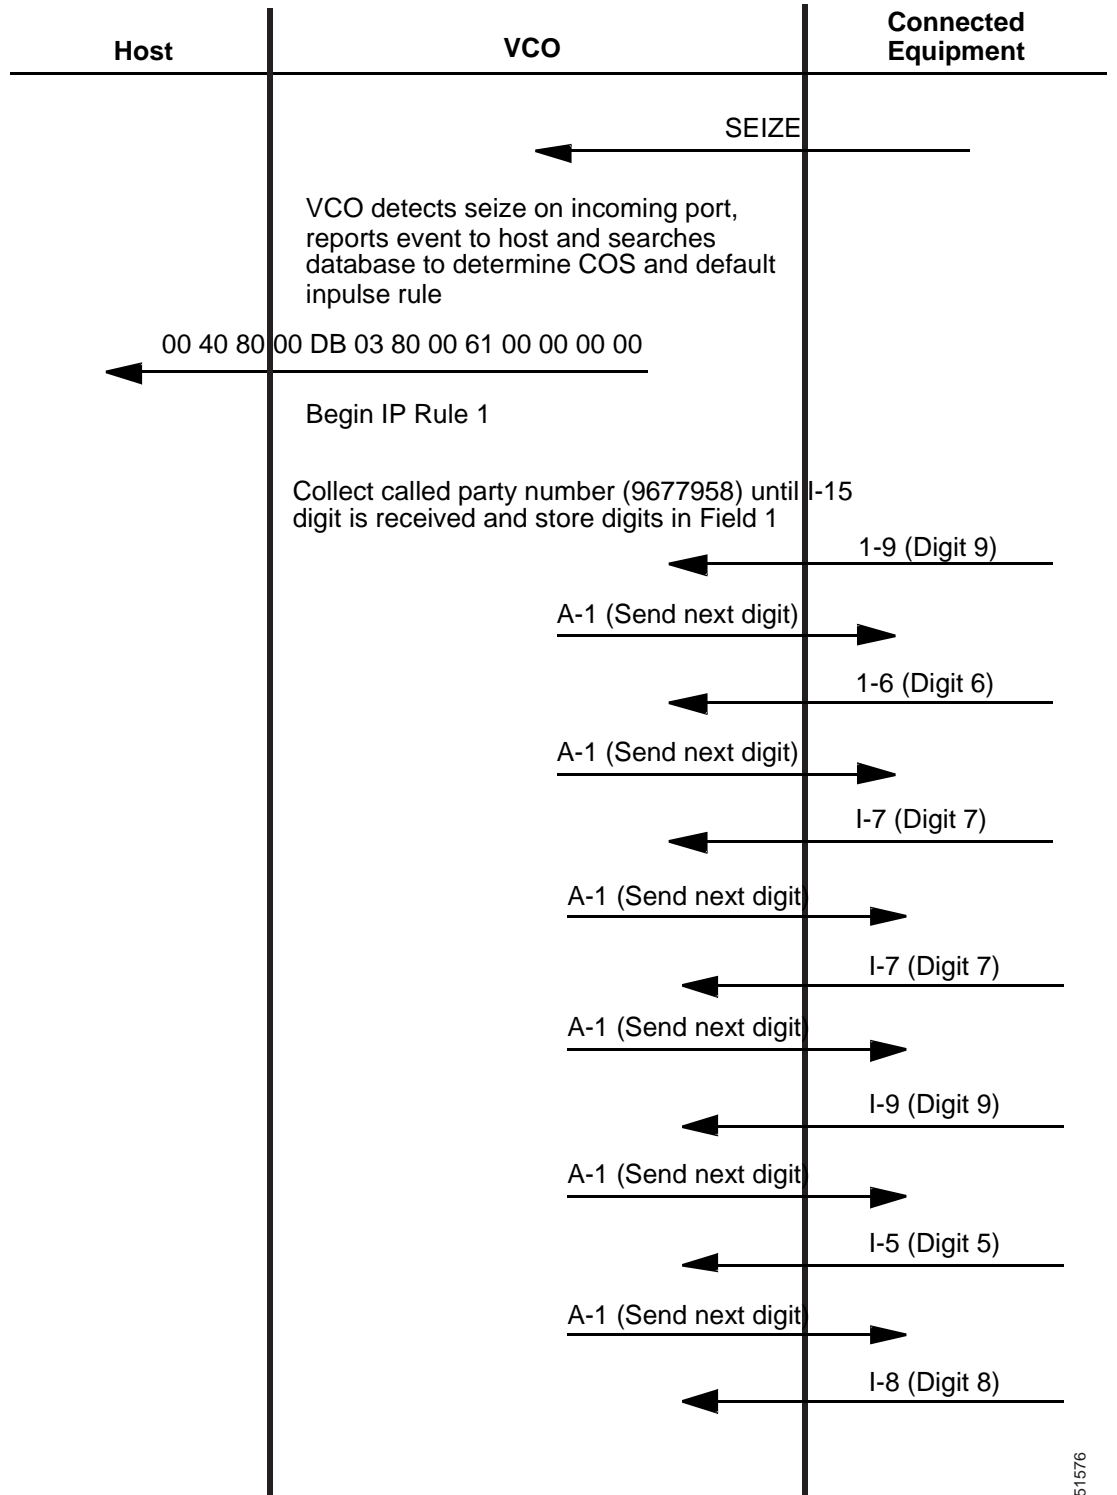 Host
VCO
Connected
Equipment
SEIZE
VCO detects seize on incoming port,
reports event to host and searches
database to determine COS and default
inpulse rule
00 40 80 00 DB 03 80 00 61 00 00 00 00
Begin IP Rule 1
Collect called party number (9677958) until I-15
digit is received and store digits in Field 1
1-9 (Digit 9)
A-1 (Send next digit)
1-6 (Digit 6)
A-1 (Send next digit)
I-7 (Digit 7)
A-1 (Send next digit)
I-7 (Digit 7)
A-1 (Send next digit)
I-9 (Digit 9)
A-1 (Send next digit)
I-5 (Digit 5)
A-1 (Send next digit)
I-8 (Digit 8)
51576